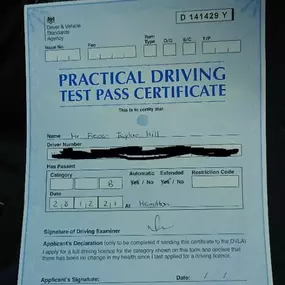 Driver & Vehicle
Standards
Agency
D 141429 Y
Issue No.
Fee
Item Type
D/G
S/C
T/P
PRACTICAL DRIVING
TEST PASS CERTIFICATE
This is to certify that
Name Mr Hill
Driver Number
Has Passed
Category B
Automatic Yes / No
Extended Yes / No
Restriction Code
Date 2 8 1 2 2 1 At
Signature of Driving Examiner
Applicant's Declaration (only to be completed if sending this certificate to the DVLA)
I apply for a full driving licence for the category shown on this form and declare that
there has been no change in my health since I last applied for a driving licence.
Applicant's Signature: Date: / /